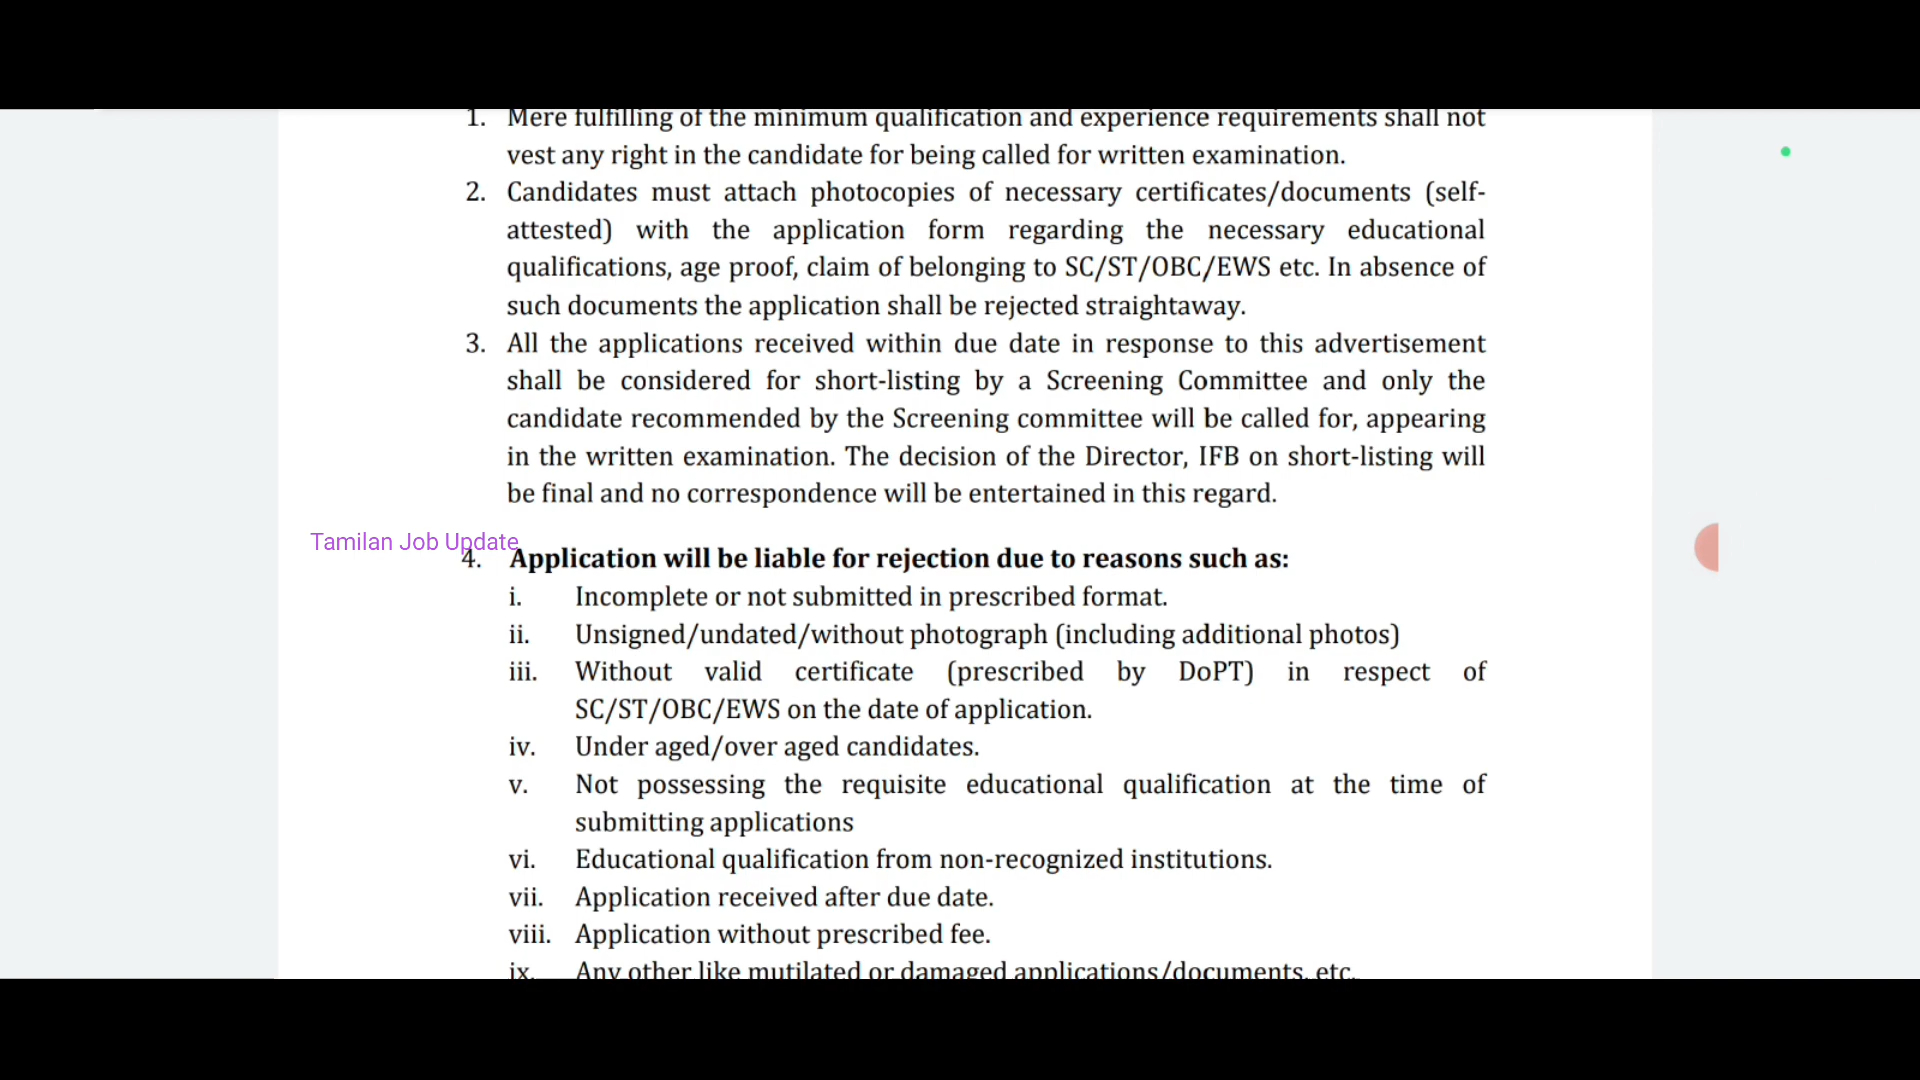 1. Mere fulfilling of the minimum qualification and experience requirements shall not
vest any right in the candidate for being called for written examination.
2. Candidates must attach photocopies of necessary certificates/documents (self-
attested) with the application form regarding the necessary educational
qualifications, age proof, claim of belonging to SC/ST/OBC/EWS etc. In absence of
such documents the application shall be rejected straightaway.
3. All the applications received within due date in response to this advertisement
shall be considered for short-listing by a Screening Committee and only the
candidate recommended by the Screening committee will be called for, appearing
in the written examination. The decision of the Director, IFB on short-listing will
be final and no correspondence will be entertained in this regard.
Tamilan Job Update
4. Application will be liable for rejection due to reasons such as:
i. Incomplete or not submitted in prescribed format.
ii. Unsigned/undated/without photograph (including additional photos)
iii. Without valid certificate (prescribed by DoPT) in respect of
SC/ST/OBC/EWS on the date of application.
iv. Under aged/over aged candidates.
v. Not possessing the requisite educational qualification at the time of
submitting applications
vi. Educational qualification from non-recognized institutions.
vii. Application received after due date.
viii. Application without prescribed fee.
ix. Any other like mutilated or damaged applications/documents, etc.